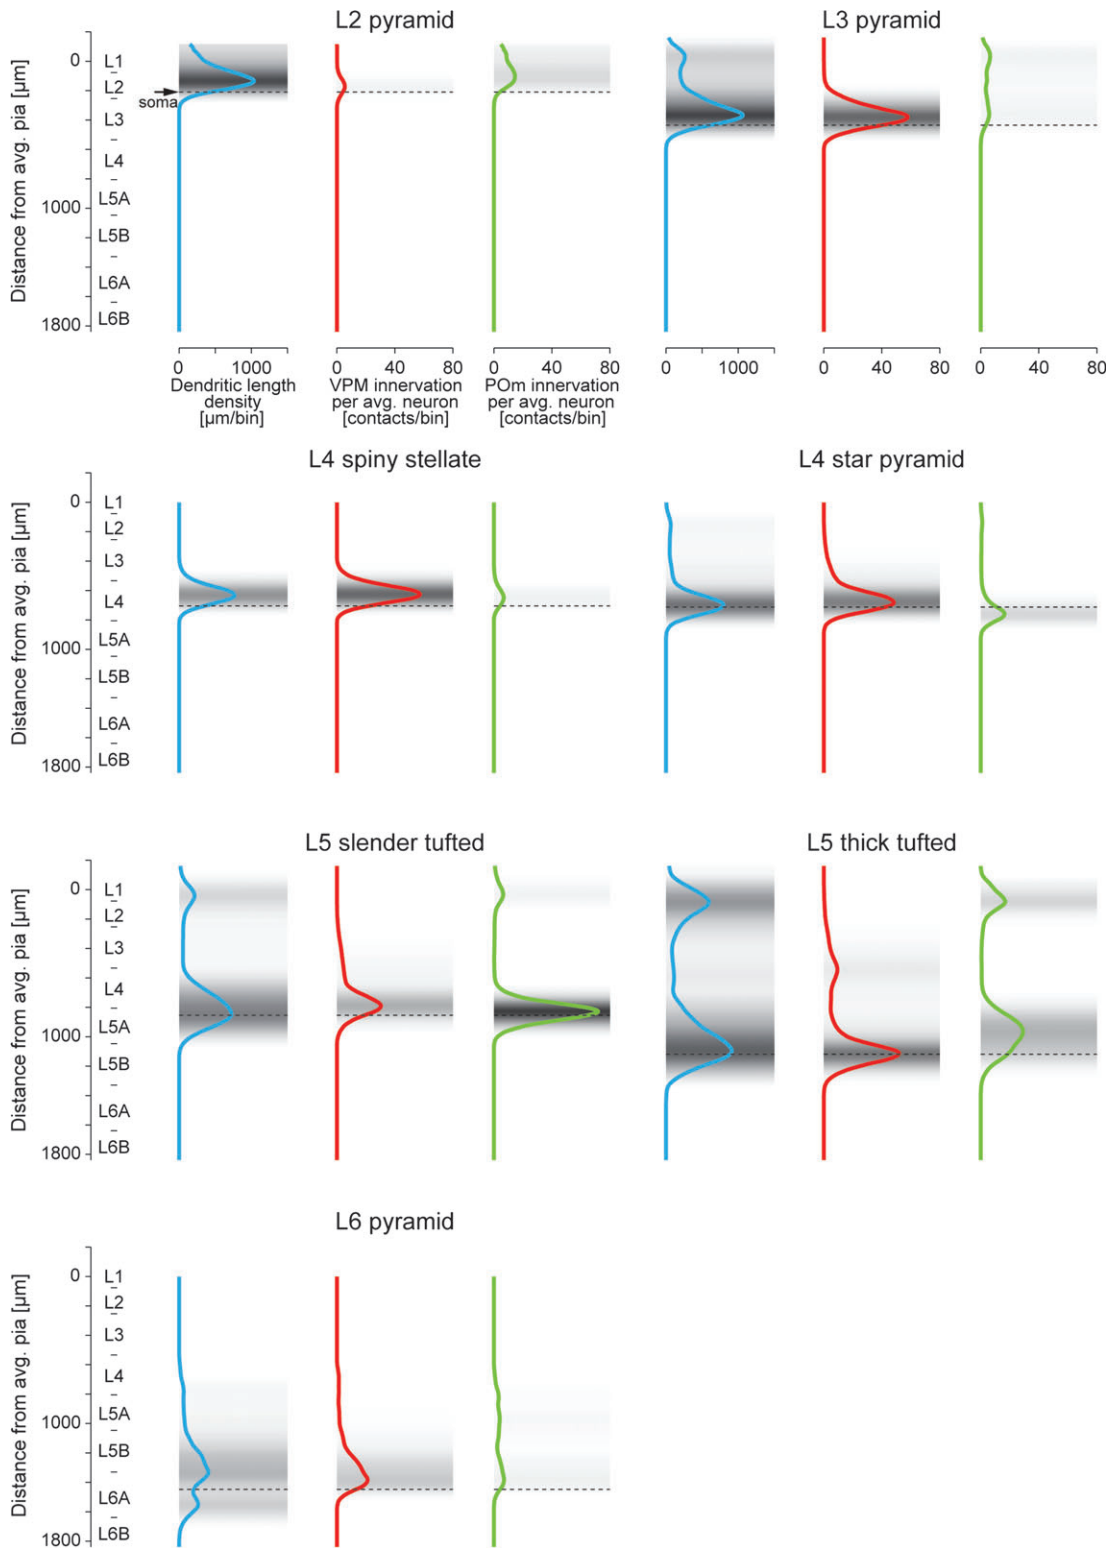 L2 pyramid
L3 pyramid
Distance from avg. pia [µm]
0
1000
1800
L1
–
L2
–
L3
–
L4
–
L5A
–
L5B
–
L6A
–
L6B
soma
0 1000
Dendritic length
density
[µm/bin]
0 40 80
VPM innervation
per avg. neuron
[contacts/bin]
0 40 80
POm innervation
per avg. neuron
[contacts/bin]
0 1000
0 40 80
0 40 80
L4 spiny stellate
L4 star pyramid
Distance from avg. pia [µm]
0
1000
1800
L1
–
L2
–
L3
–
L4
–
L5A
–
L5B
–
L6A
–
L6B
L5 slender tufted
L5 thick tufted
Distance from avg. pia [µm]
0
1000
1800
L1
–
L2
–
L3
–
L4
–
L5A
–
L5B
–
L6A
–
L6B
L6 pyramid
Distance from avg. pia [µm]
0
1000
1800
L1
–
L2
–
L3
–
L4
–
L5A
–
L5B
–
L6A
–
L6B